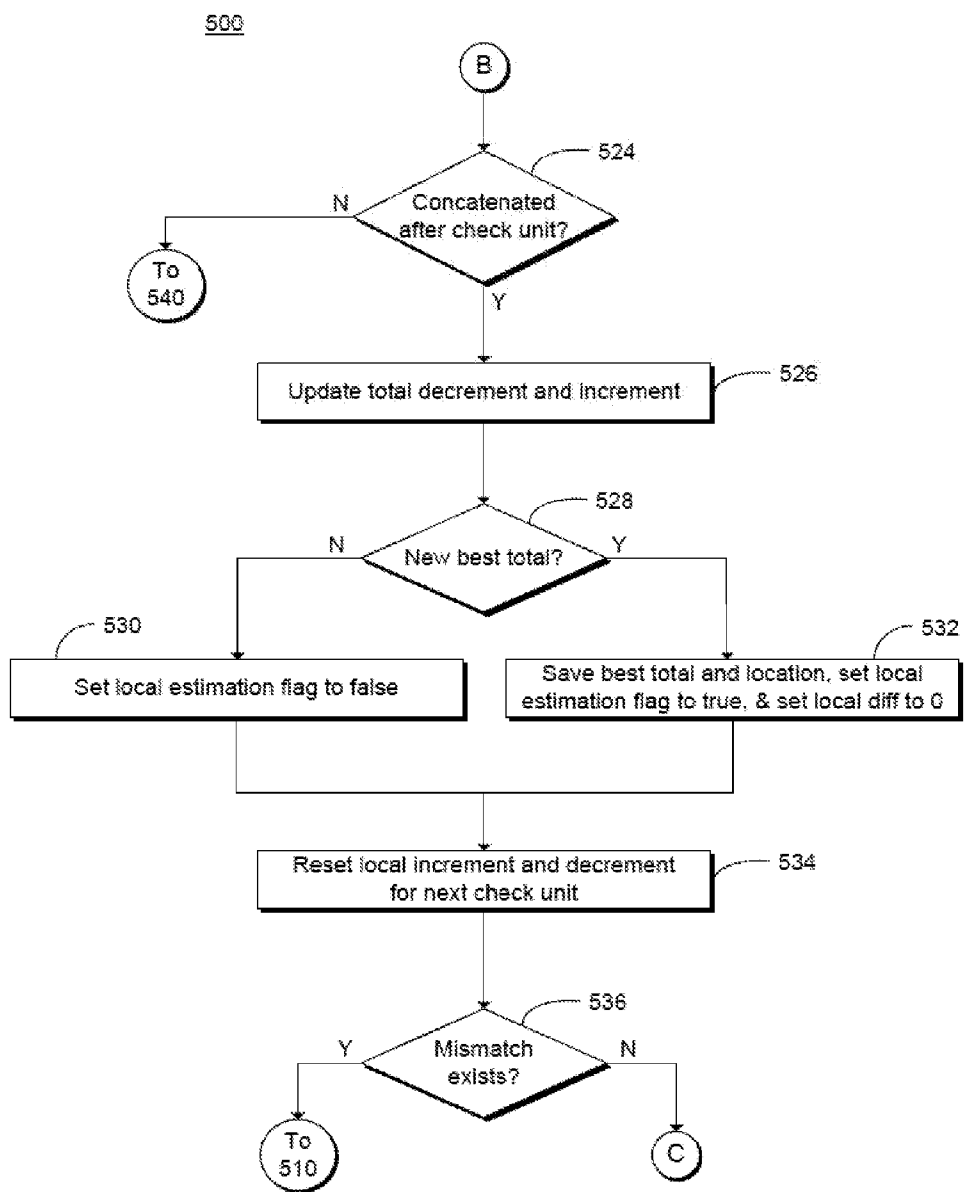 500
B
524
Concatenated
after check unit?
N
To
540
Y
Update total decrement and increment
526
528
New best total?
N
Y
530
Set local estimation flag to false
532
Save best total and location, set local
estimation flag to true, & set local diff to 0
Reset local increment and decrement
for next check unit
534
536
Mismatch
exists?
Y
N
To
510
C